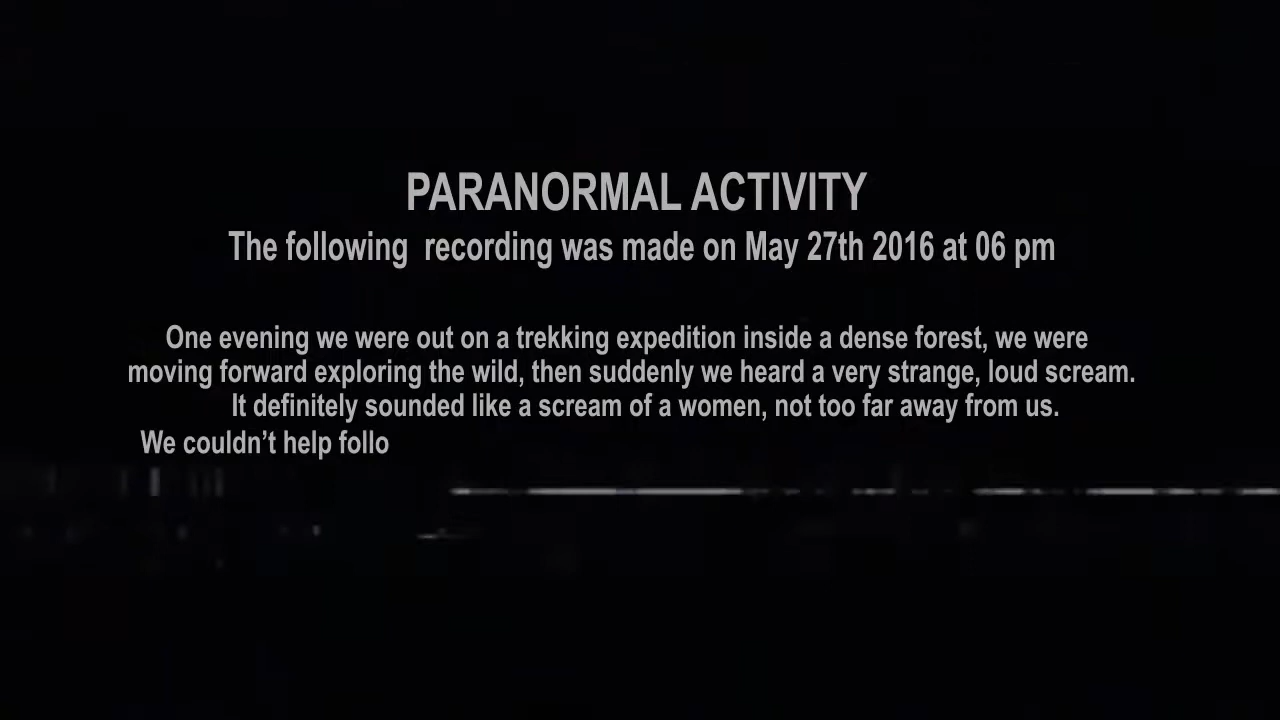 PARANORMAL ACTIVITY
The following  recording was made on May 27th 2016 at 06 pm
One evening we were out on a trekking expedition inside a dense forest, we were
moving forward exploring the wild, then suddenly we heard a very strange, loud scream.
It definitely sounded like a scream of a women, not too far away from us.
We couldn’t help follo